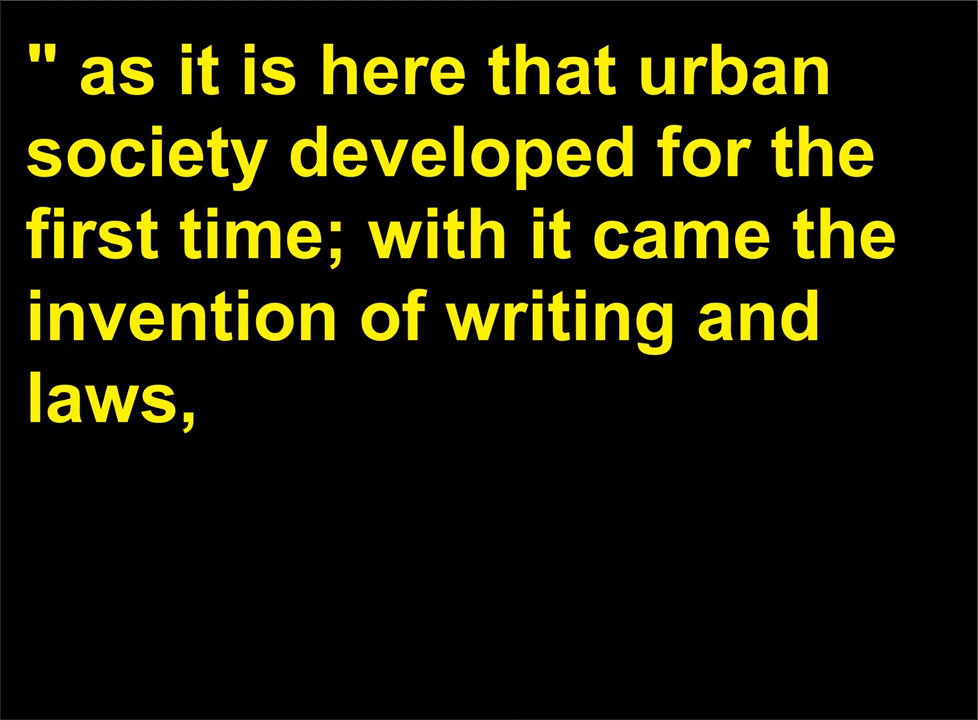 " as it is here that urban
society developed for the
first time; with it came the
invention of writing and
laws,